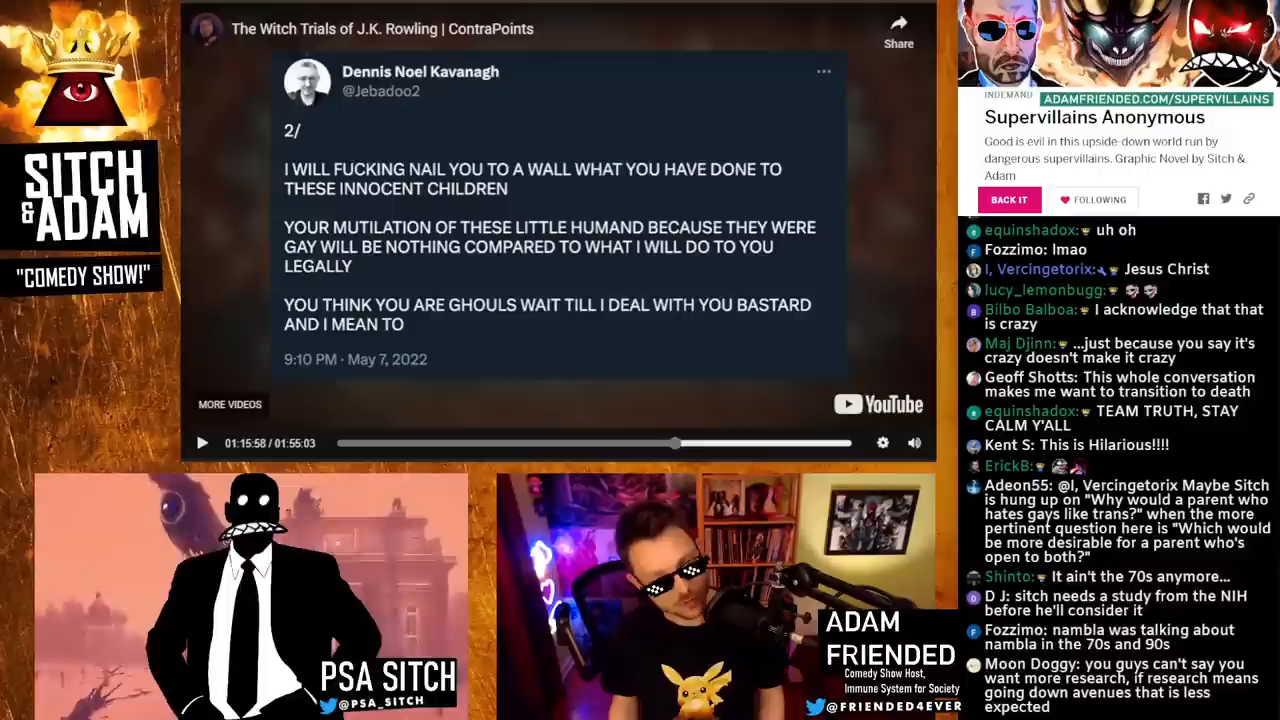 The Witch Trials of J.K. Rowling | ContraPoints
Share
Dennis Noel Kavanagh
@Jebadoo2
2/
I WILL FUCKING NAIL YOU TO A WALL WHAT YOU HAVE DONE TO
THESE INNOCENT CHILDREN
YOUR MUTILATION OF THESE LITTLE HUMAND BECAUSE THEY WERE
GAY WILL BE NOTHING COMPARED TO WHAT I WILL DO TO YOU
LEGALLY
YOU THINK YOU ARE GHOULS WAIT TILL I DEAL WITH YOU BASTARD
AND I MEAN TO
9:10 PM · May 7, 2022
MORE VIDEOS
YouTube
01:15:58 / 01:55:03
SITCH
& ADAM
"COMEDY SHOW!"
PSA SITCH
@PSA_SITCH
ADAM
FRIENDED
Comedy Show Host,
Immune System for Society
@FRIENDED4EVER
INDEMAND
ADAMFRIENDED.COM/SUPERVILLAINS
Supervillains Anonymous
Good is evil in this upside-down world run by
dangerous supervillains. Graphic Novel by Sitch &
Adam
BACK IT
FOLLOWING
equinshadox: uh oh
Fozzimo: lmao
I, Vercingetorix: Jesus Christ
lucy_lemonbugg:
Bilbo Balboa: I acknowledge that that
is crazy
Maj Djinn: ...just because you say it's
crazy doesn't make it crazy
Geoff Shotts: This whole conversation
makes me want to transition to death
equinshadox: TEAM TRUTH, STAY
CALM Y'ALL
Kent S: This is Hilarious!!!!
ErickB:
Adeon55: @I, Vercingetorix Maybe Sitch
is hung up on "Why would a parent who
hates gays like trans?" when the more
pertinent question here is "Which would
be more desirable for a parent who's
open to both?"
Shinto: It ain't the 70s anymore...
D J: sitch needs a study from the NIH
before he'll consider it
Fozzimo: nambla was talking about
nambla in the 70s and 90s
Moon Doggy: you guys can't say you
want more research, if research means
going down avenues that is less
expected